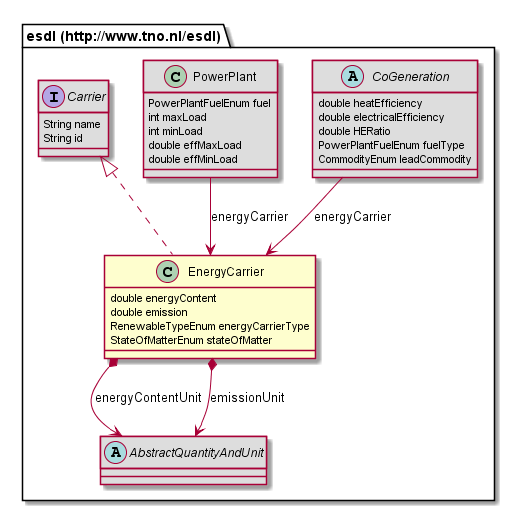 esdl (http://www.tno.nl/esdl)
I Carrier
String name
String id
C PowerPlant
PowerPlantFuelEnum fuel
int maxLoad
int minLoad
double effMaxLoad
double effMinLoad
A CoGeneration
double heatEfficiency
double electricalEfficiency
double HERatio
PowerPlantFuelEnum fuelType
CommodityEnum leadCommodity
energyCarrier
energyCarrier
C EnergyCarrier
double energyContent
double emission
RenewableTypeEnum energyCarrierType
StateOfMatterEnum stateOfMatter
energyContentUnit
emissionUnit
A AbstractQuantityAndUnit